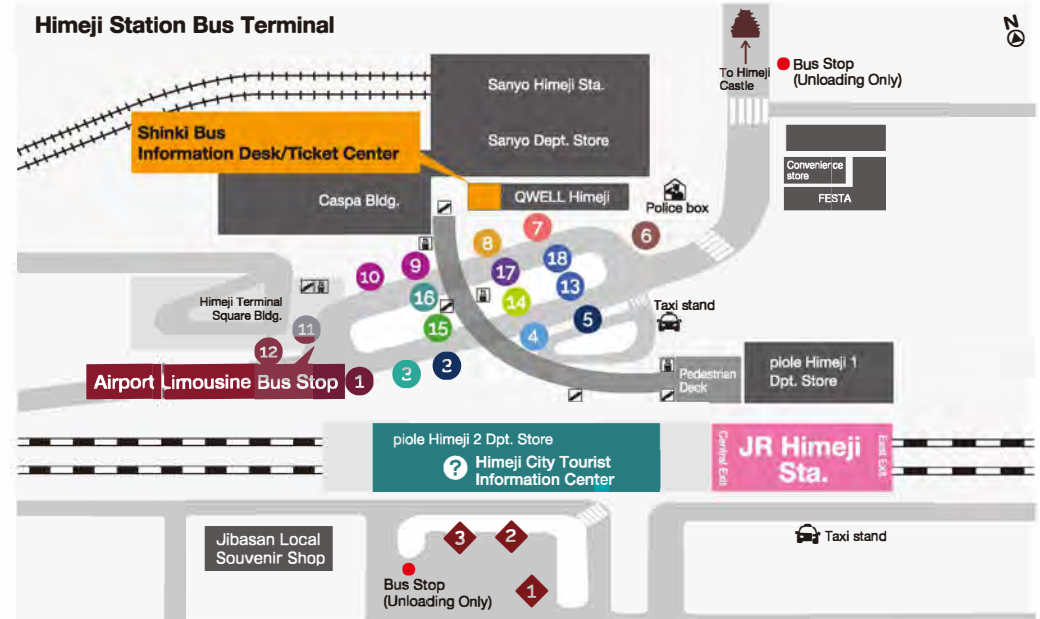 Himeji Station Bus Terminal
N
To Himeji
Castle
Bus Stop
(Unloading Only)
Sanyo Himeji Sta.
Sanyo Dept. Store
Shinki Bus
Information Desk/Ticket Center
Convenience
store
FESTA
Caspa Bldg.
QWELL Himeji
Police box
7
6
8
18
9
17
10
13
16
14
Himeji Terminal
Square Bldg.
11
15
5
4
Taxi stand
12
Airport Limousine Bus Stop
1
2
3
Pedestrian
Deck
piole Himeji 1
Dpt. Store
piole Himeji 2 Dpt. Store
? Himeji City Tourist
Information Center
Central Exit
JR Himeji
Sta.
East Exit
Jibasan Local
Souvenir Shop
3
2
1
Bus Stop
(Unloading Only)
Taxi stand